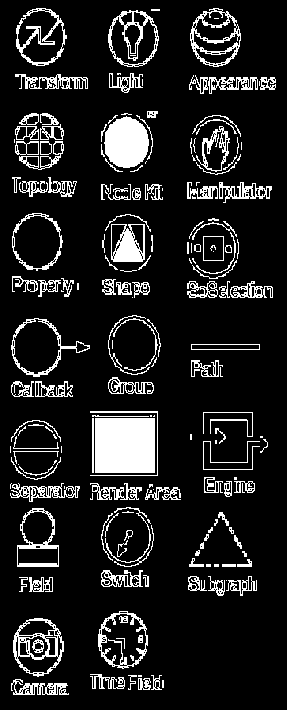 Transform Light Appearance
Topology Node Kit Manipulator
Property Shape SoSelection
Callback Group Path
Separator Render Area Engine
Field Switch Subgraph
Camera Time Field